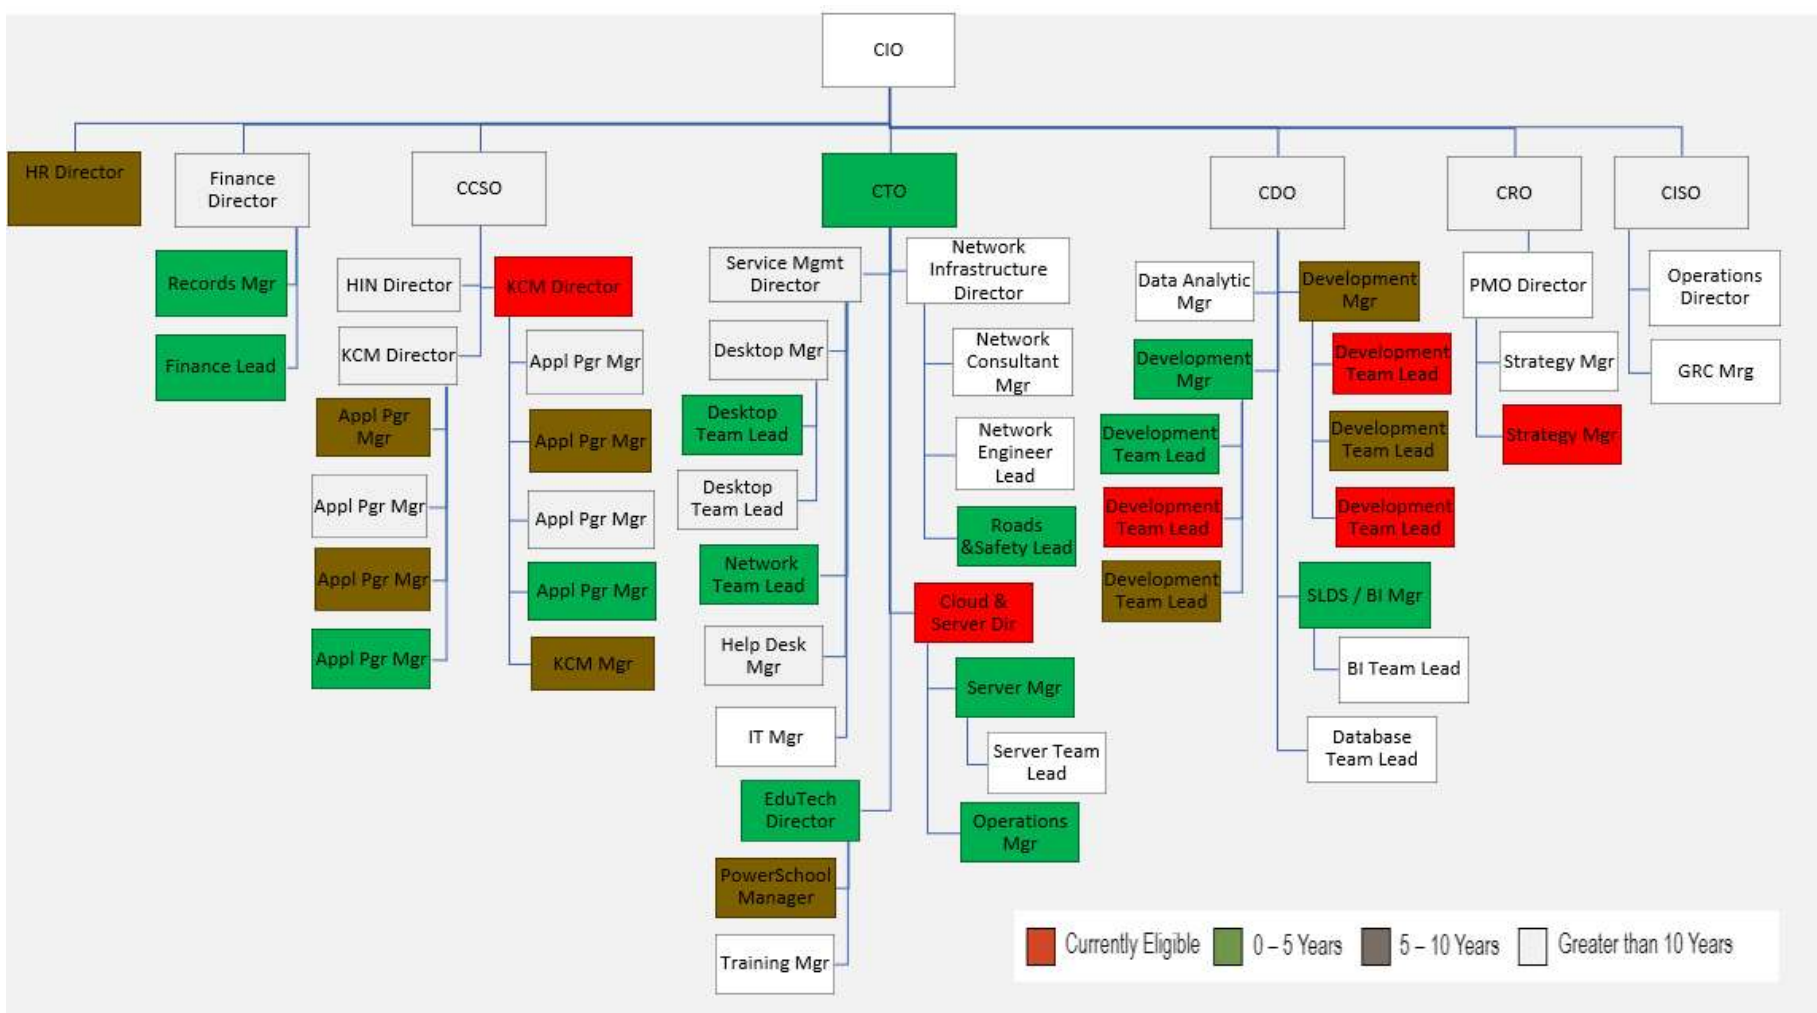 CIO
HR Director
Finance
Director
CCSO
CTO
CDO
CRO
CISO
Records Mgr
Finance Lead
HIN Director
KCM Director
KCM Director
Appl Pgr
Mgr
Appl Pgr Mgr
Appl Pgr Mgr
Appl Pgr Mgr
Appl Pgr Mgr
Appl Pgr Mgr
Appl Pgr Mgr
Appl Pgr Mgr
KCM Mgr
Service Mgmt
Director
Desktop Mgr
Desktop
Team Lead
Desktop
Team Lead
Network
Team Lead
Help Desk
Mgr
IT Mgr
EduTech
Director
PowerSchool
Manager
Training Mgr
Network
Infrastructure
Director
Network
Consultant
Mgr
Network
Engineer
Lead
Roads
&Safety Lead
Cloud &
Server Dir
Server Mgr
Server Team
Lead
Operations
Mgr
Data Analytic
Mgr
Development
Mgr
Development
Team Lead
Development
Team Lead
Development
Team Lead
Development
Mgr
Development
Team Lead
Development
Team Lead
Development
Team Lead
SLDS / BI Mgr
BI Team Lead
Database
Team Lead
PMO Director
Strategy Mgr
Strategy Mgr
Operations
Director
GRC Mrg
Currently Eligible
0 – 5 Years
5 – 10 Years
Greater than 10 Years